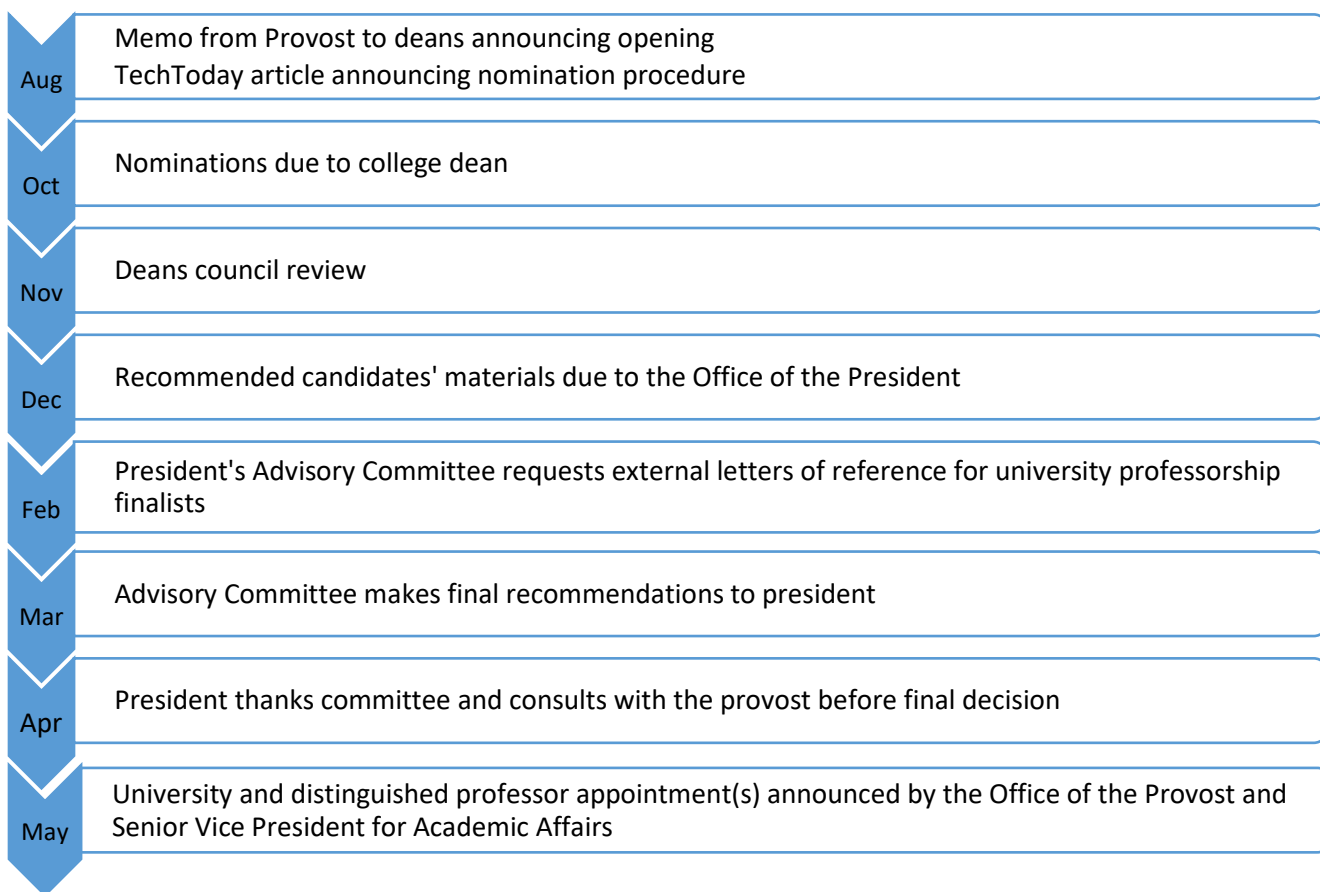 Aug
Memo from Provost to deans announcing opening
TechToday article announcing nomination procedure
Oct
Nominations due to college dean
Nov
Deans council review
Dec
Recommended candidates' materials due to the Office of the President
Feb
President's Advisory Committee requests external letters of reference for university professorship
finalists
Mar
Advisory Committee makes final recommendations to president
Apr
President thanks committee and consults with the provost before final decision
May
University and distinguished professor appointment(s) announced by the Office of the Provost and
Senior Vice President for Academic Affairs